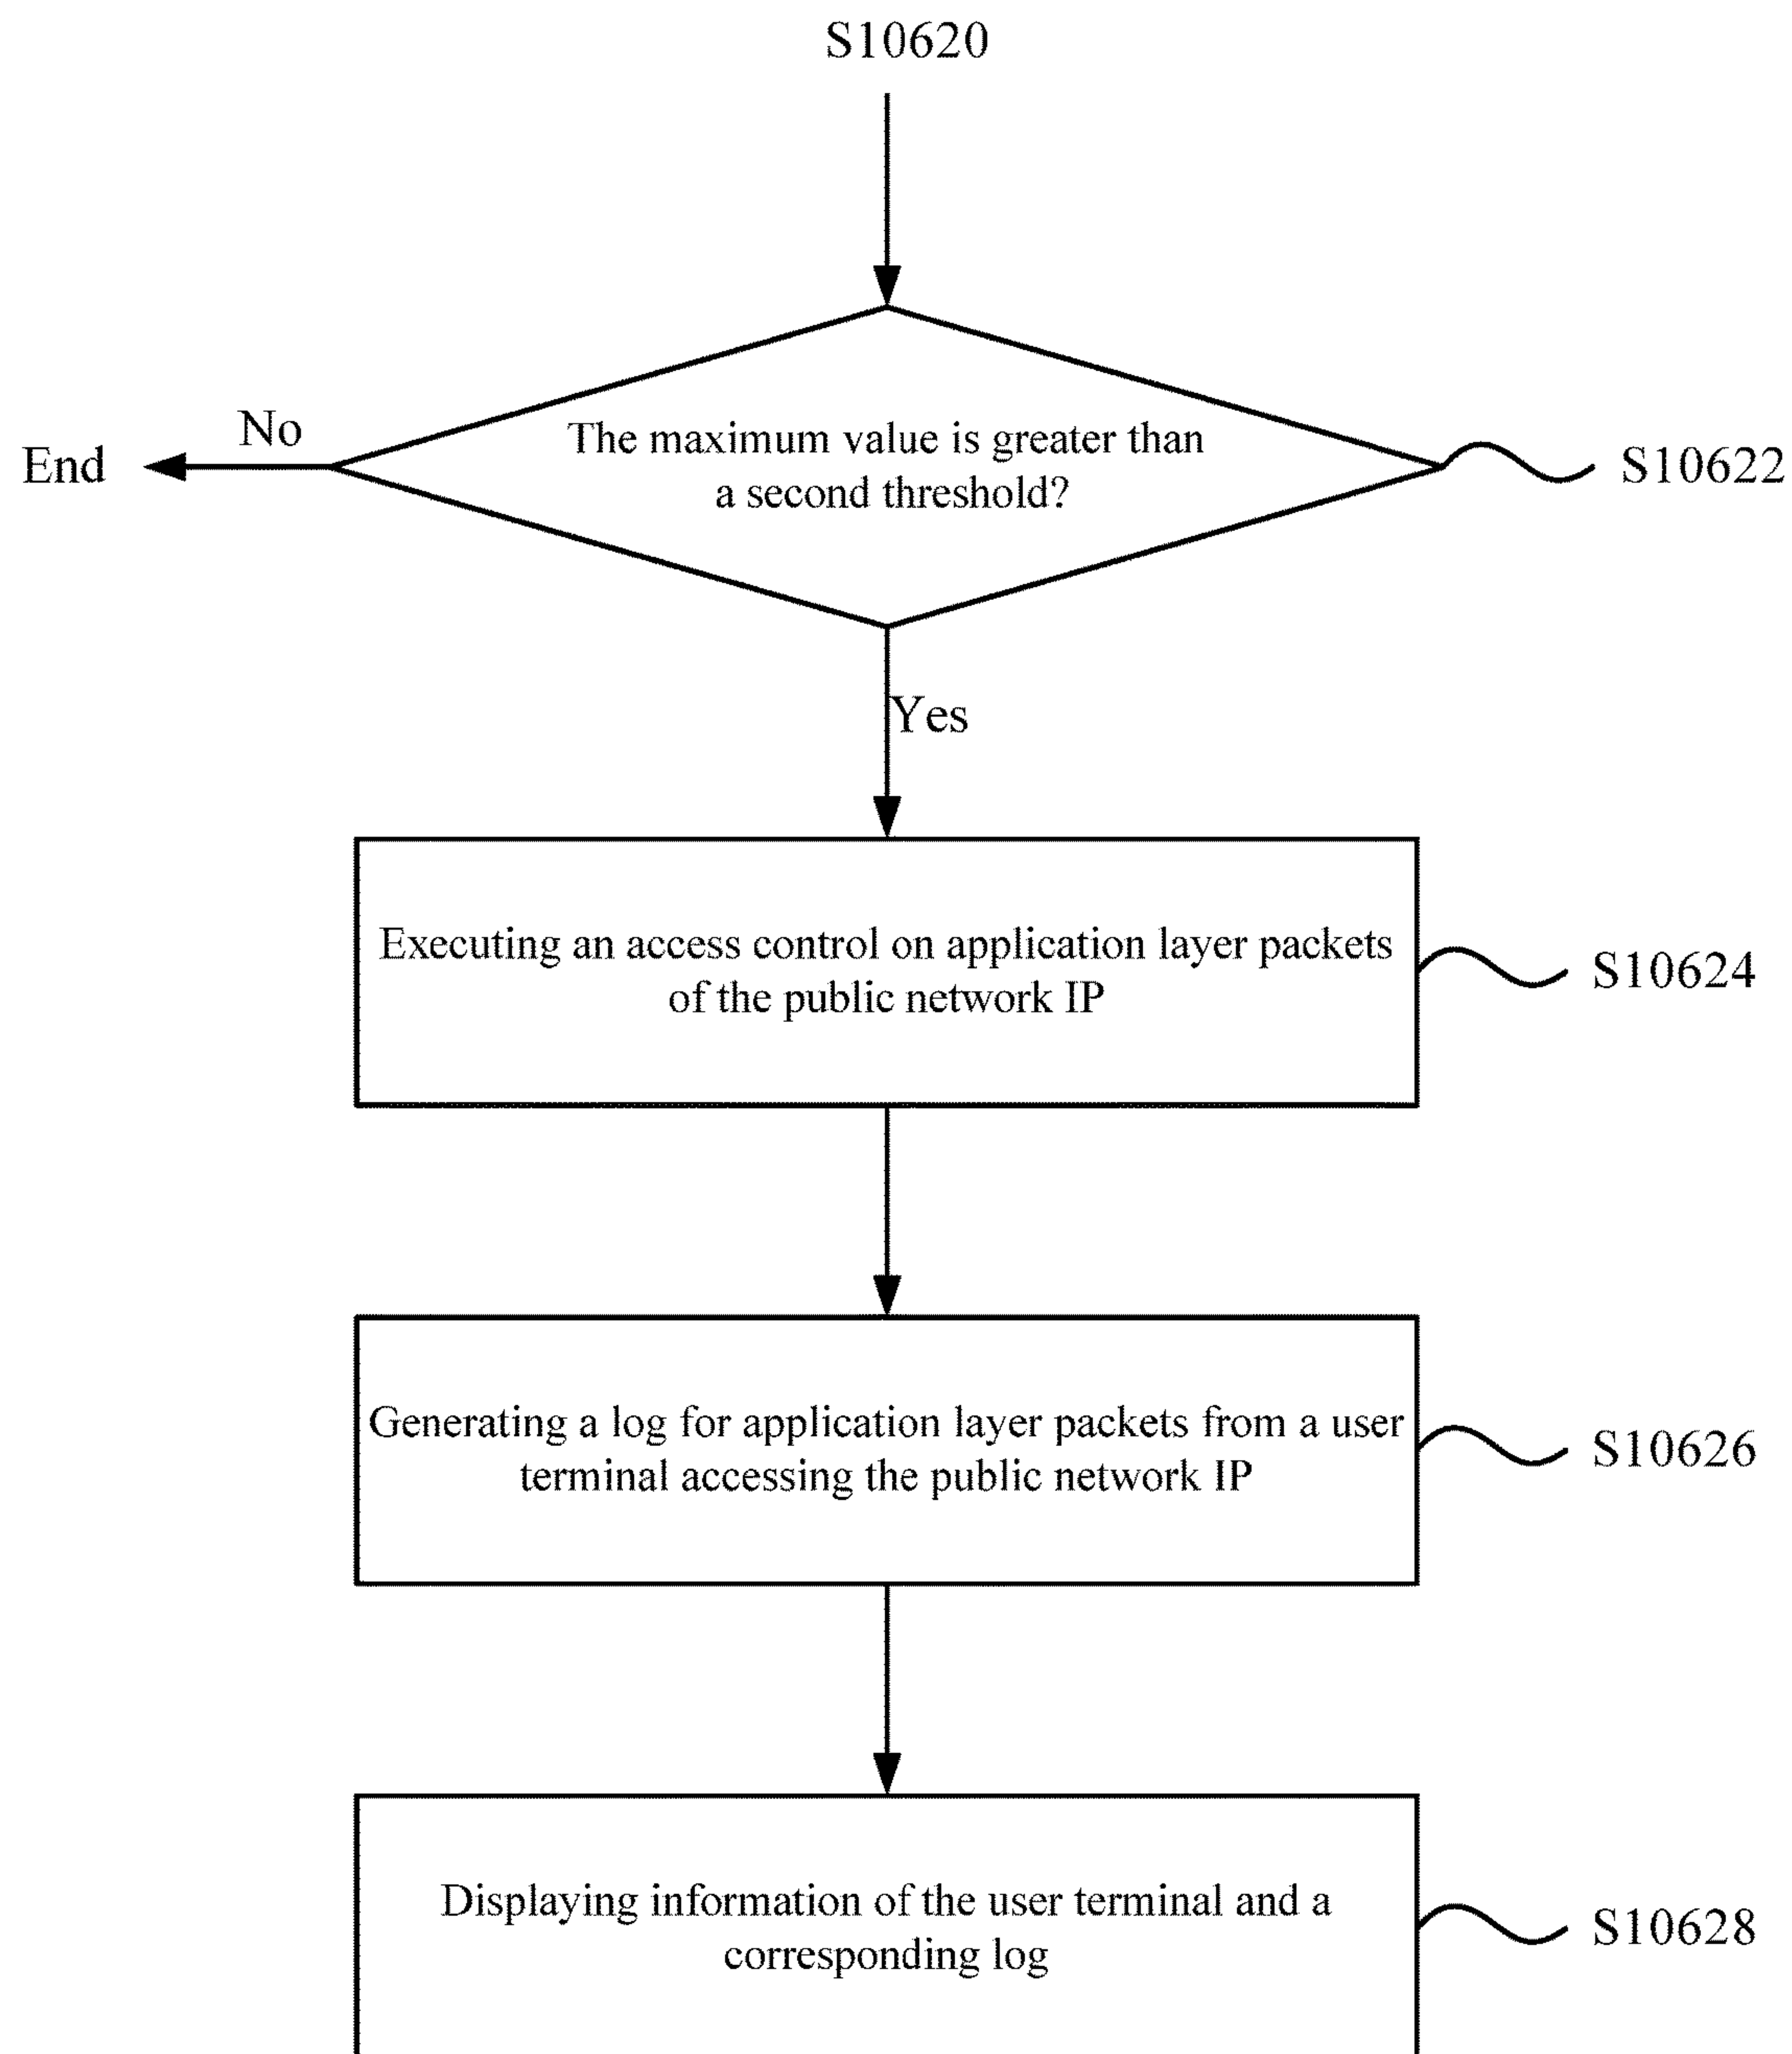 S10620
The maximum value is greater than
a second threshold?
No
End
S10622
Yes
Executing an access control on application layer packets
of the public network IP
S10624
Generating a log for application layer packets from a user
terminal accessing the public network IP
S10626
Displaying information of the user terminal and a
corresponding log
S10628